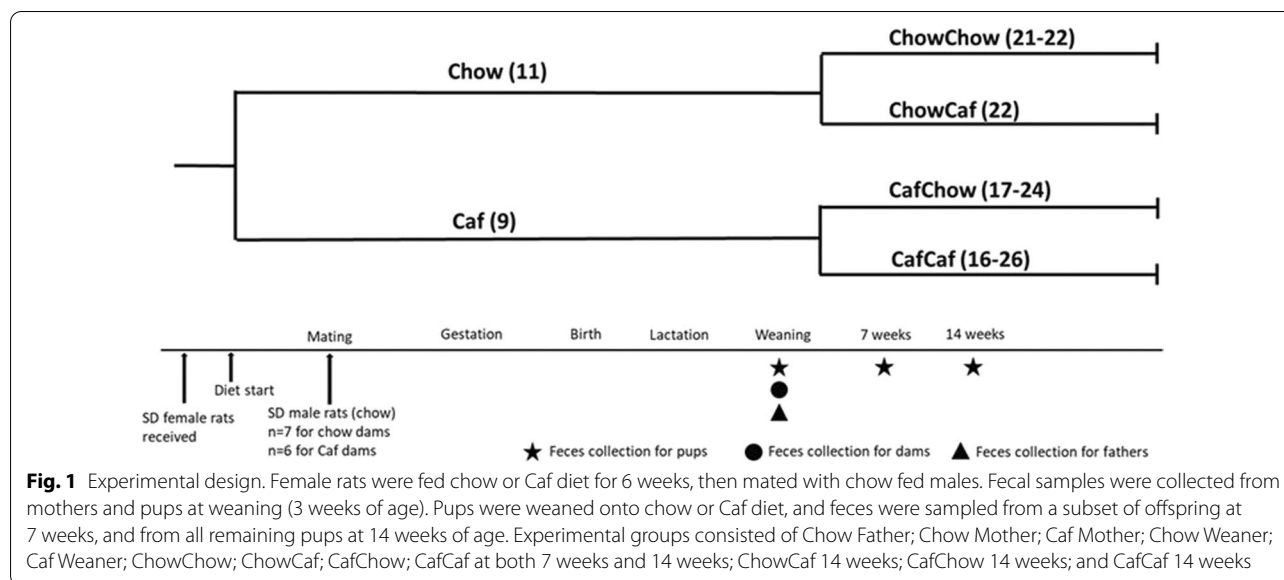 ChowChow (21-22)
Chow (11)
ChowCaf (22)
CafChow (17-24)
Caf (9)
CafCaf (16-26)
Mating Gestation Birth Lactation Weaning 7 weeks 14 weeks
Diet start
SD female rats
received
SD male rats (chow)
n=7 for chow dams
n=6 for Caf dams
Feces collection for pups Feces collection for dams Feces collection for fathers
Fig. 1 Experimental design. Female rats were fed chow or Caf diet for 6 weeks, then mated with chow fed males. Fecal samples were collected from
mothers and pups at weaning (3 weeks of age). Pups were weaned onto chow or Caf diet, and feces were sampled from a subset of offspring at
7 weeks, and from all remaining pups at 14 weeks of age. Experimental groups consisted of Chow Father; Chow Mother; Caf Mother; Chow Weaner;
Caf Weaner; ChowChow; ChowCaf; CafChow; CafCaf at both 7 weeks and 14 weeks; ChowCaf 14 weeks; CafChow 14 weeks; and CafCaf 14 weeks